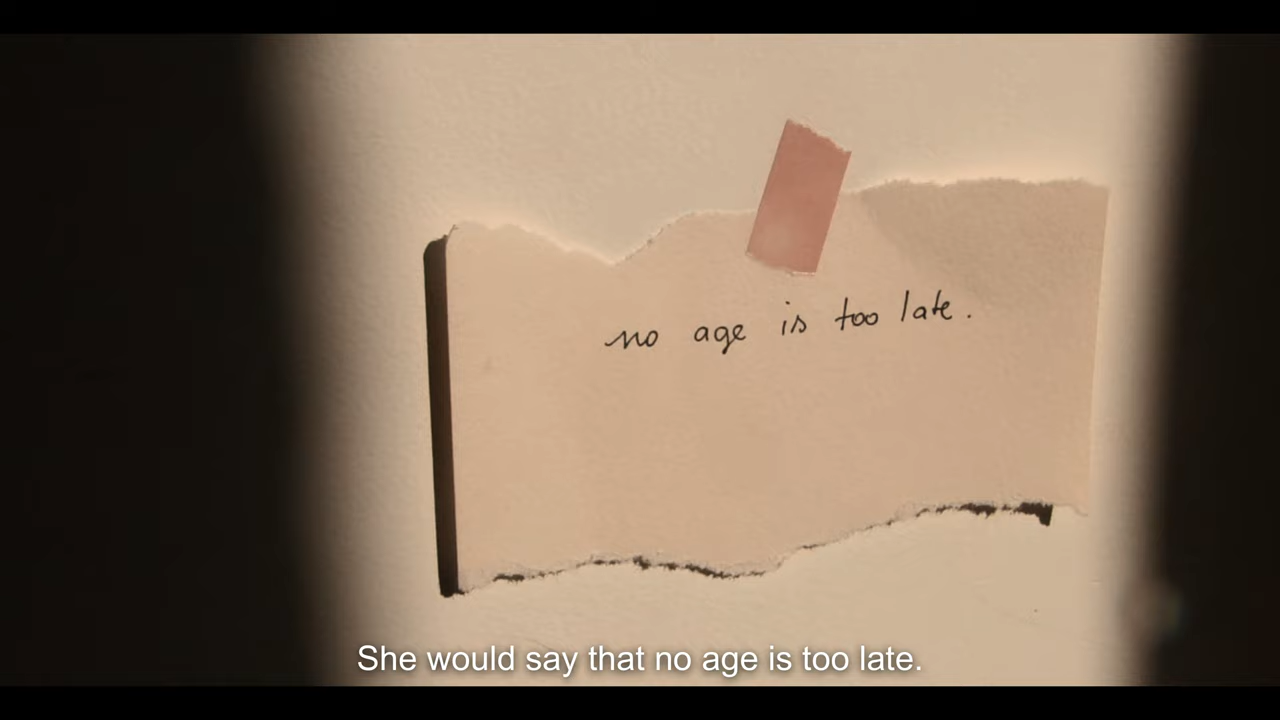 no age is too late.
She would say that no age is too late.